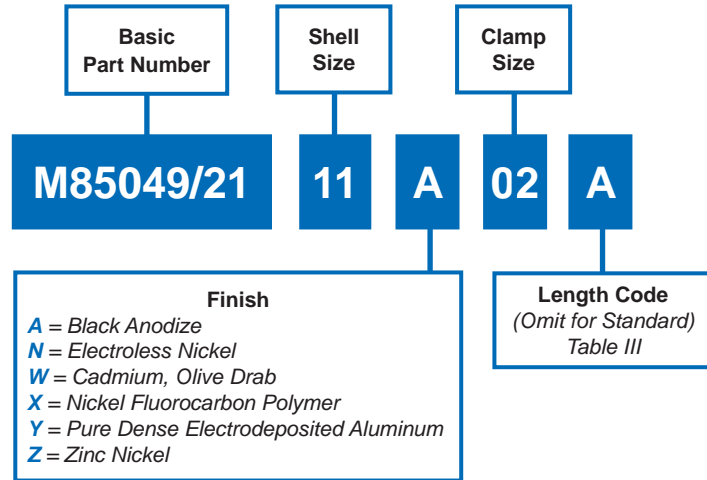 Basic
Part Number
Shell
Size
Clamp
Size
M85049/21 11 A 02 A
Finish
A = Black Anodize
N = Electroless Nickel
W = Cadmium, Olive Drab
X = Nickel Fluorocarbon Polymer
Y = Pure Dense Electrodeposited Aluminum
Z = Zinc Nickel
Length Code
(Omit for Standard)
Table III